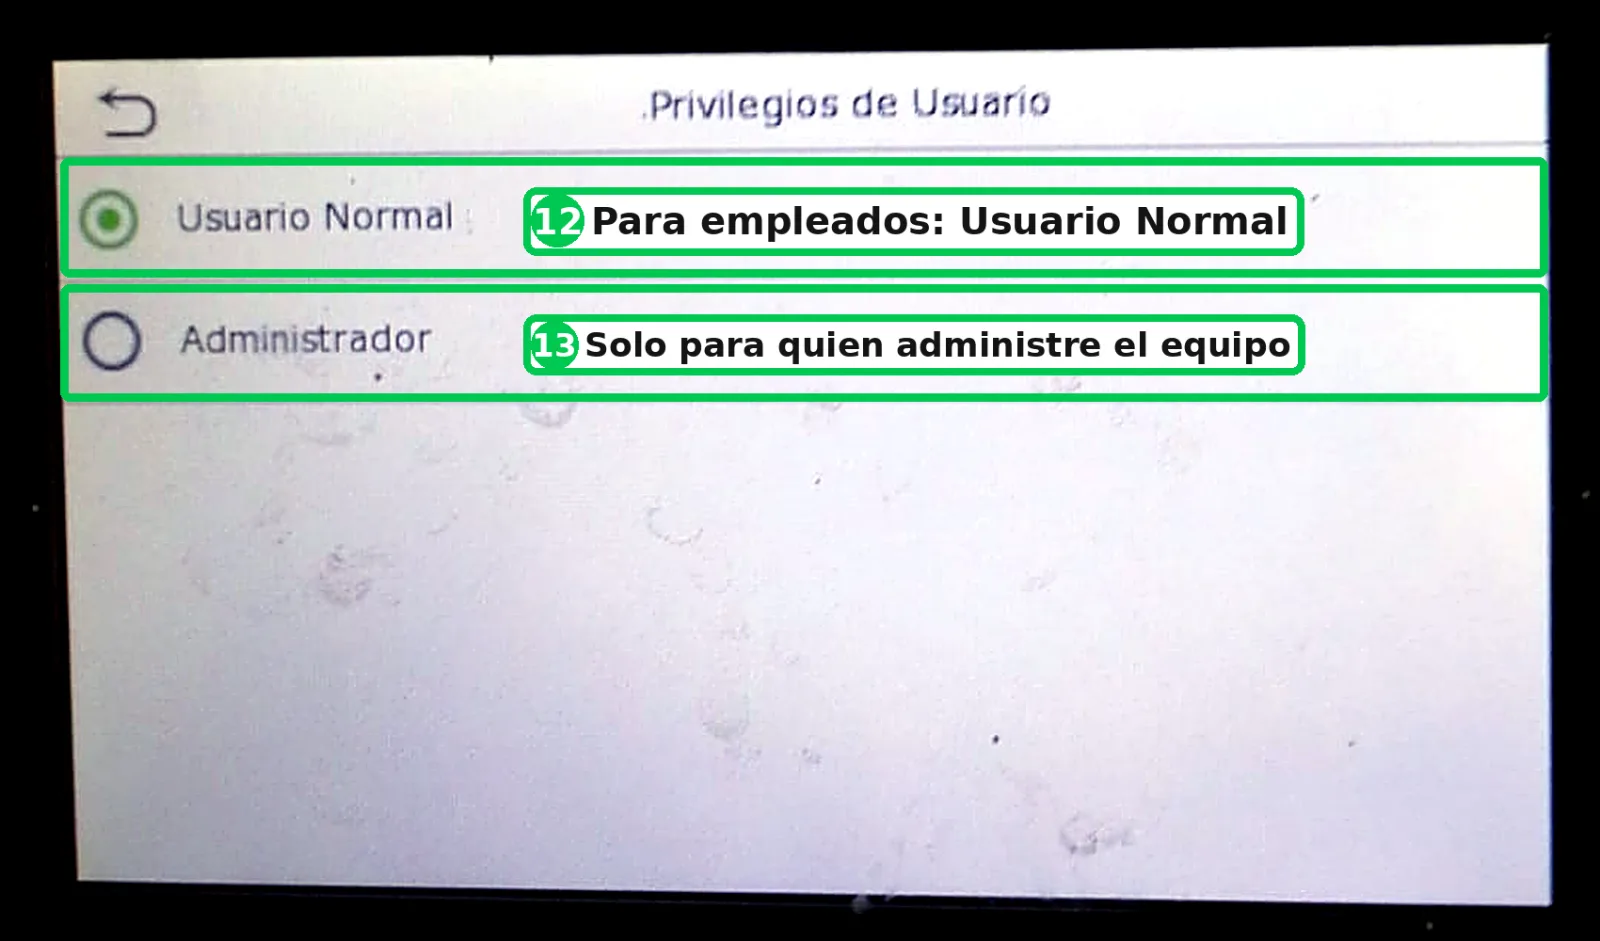 Privilegios de Usuario
Usuario Normal
12 Para empleados: Usuario Normal
Administrador
13 Solo para quien administre el equipo